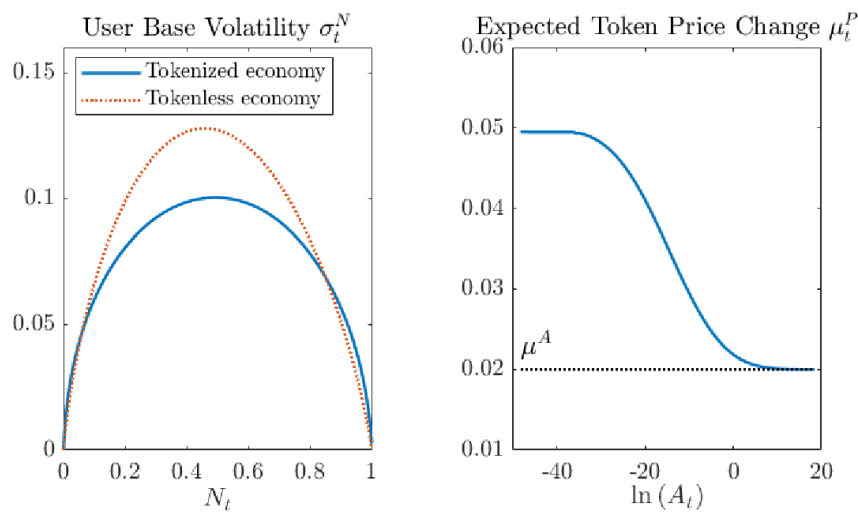 User Base Volatility σ_t^N
0.15
0.1
0.05
0
Tokenized economy
Tokenless economy
0 0.2 0.4 0.6 0.8 1
N_t
Expected Token Price Change μ_t^P
0.06
0.05
0.04
0.03
0.02
0.01
μ^A
-40 -20 0 20
ln (A_t)